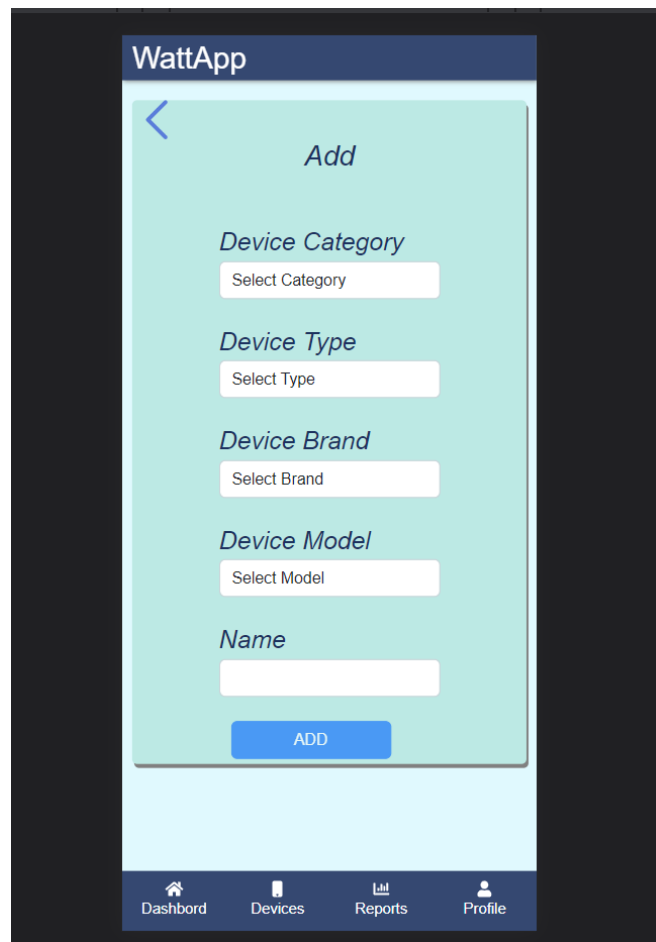 WattApp
Add
Device Category
Select Category
Device Type
Select Type
Device Brand
Select Brand
Device Model
Select Model
Name
ADD
Dashbord Devices Reports Profile